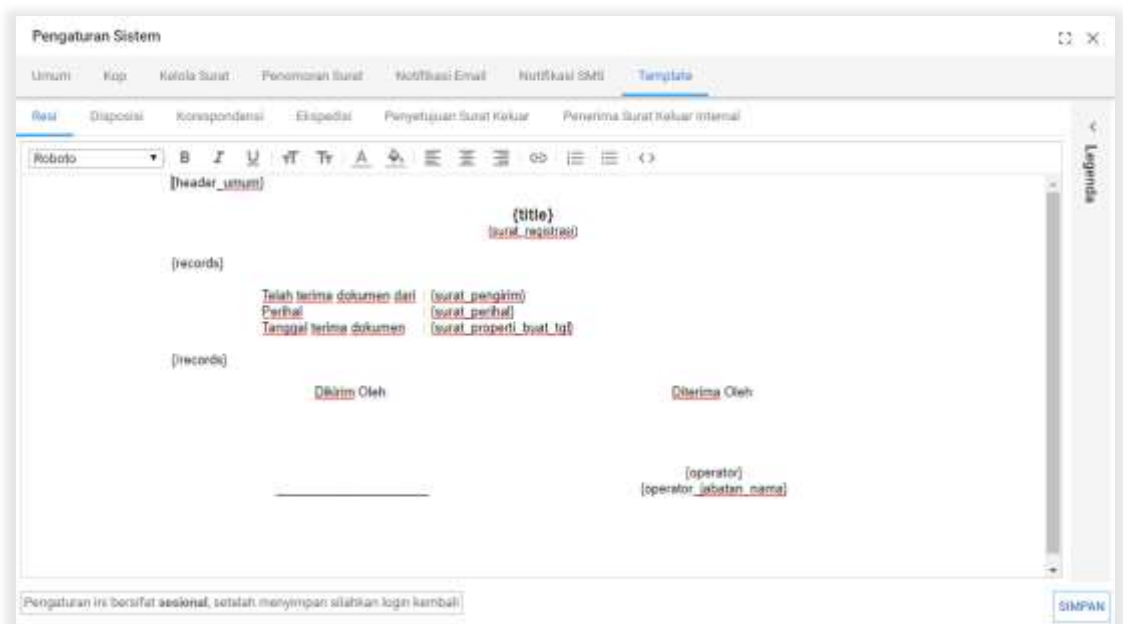 Pengaturan Sistem
Umum Kop Kelola Surat Penomoran Surat Notifikasi Email Notifikasi SMS Template
Resi Disposisi Korespondensi Ekspedisi Penyetujuan Surat Keluar Penerima Surat Keluar Internal
Legenda
Roboto B I U
{header_umum}
{title}
{surat_registrasi}
{records}
Telah terima dokumen dari : {surat_pengirim}
Perihal : {surat_perihal}
Tanggal terima dokumen : {surat_properti_buat_tgl}
{/records}
Dikirim Oleh Diterima Oleh
{operator}
{operator_jabatan_nama}
Pengaturan ini bersifat sesional, setelah menyimpan silahkan login kembali
SIMPAN